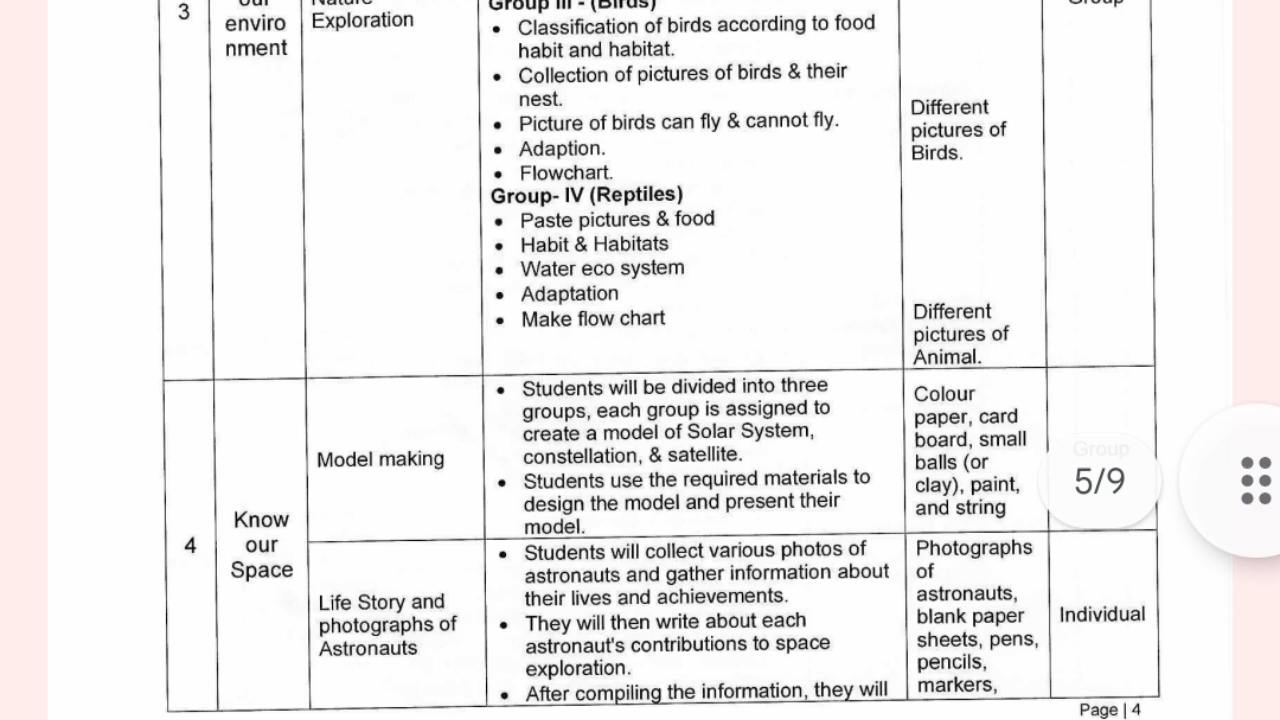 3
our
enviro
nment
Nature
Exploration
Group III - (Birds)
• Classification of birds according to food
habit and habitat.
• Collection of pictures of birds & their
nest.
• Picture of birds can fly & cannot fly.
• Adaption.
• Flowchart.
Group- IV (Reptiles)
• Paste pictures & food
• Habit & Habitats
• Water eco system
• Adaptation
• Make flow chart
Different
pictures of
Birds.
Different
pictures of
Animal.
Group
4
Know
our
Space
Model making
• Students will be divided into three
groups, each group is assigned to
create a model of Solar System,
constellation, & satellite.
• Students use the required materials to
design the model and present their
model.
Colour
paper, card
board, small
balls (or
clay), paint,
and string
Group
5/9
Life Story and
photographs of
Astronauts
• Students will collect various photos of
astronauts and gather information about
their lives and achievements.
• They will then write about each
astronaut's contributions to space
exploration.
• After compiling the information, they will
Photographs
of
astronauts,
blank paper
sheets, pens,
pencils,
markers,
Individual
Page | 4